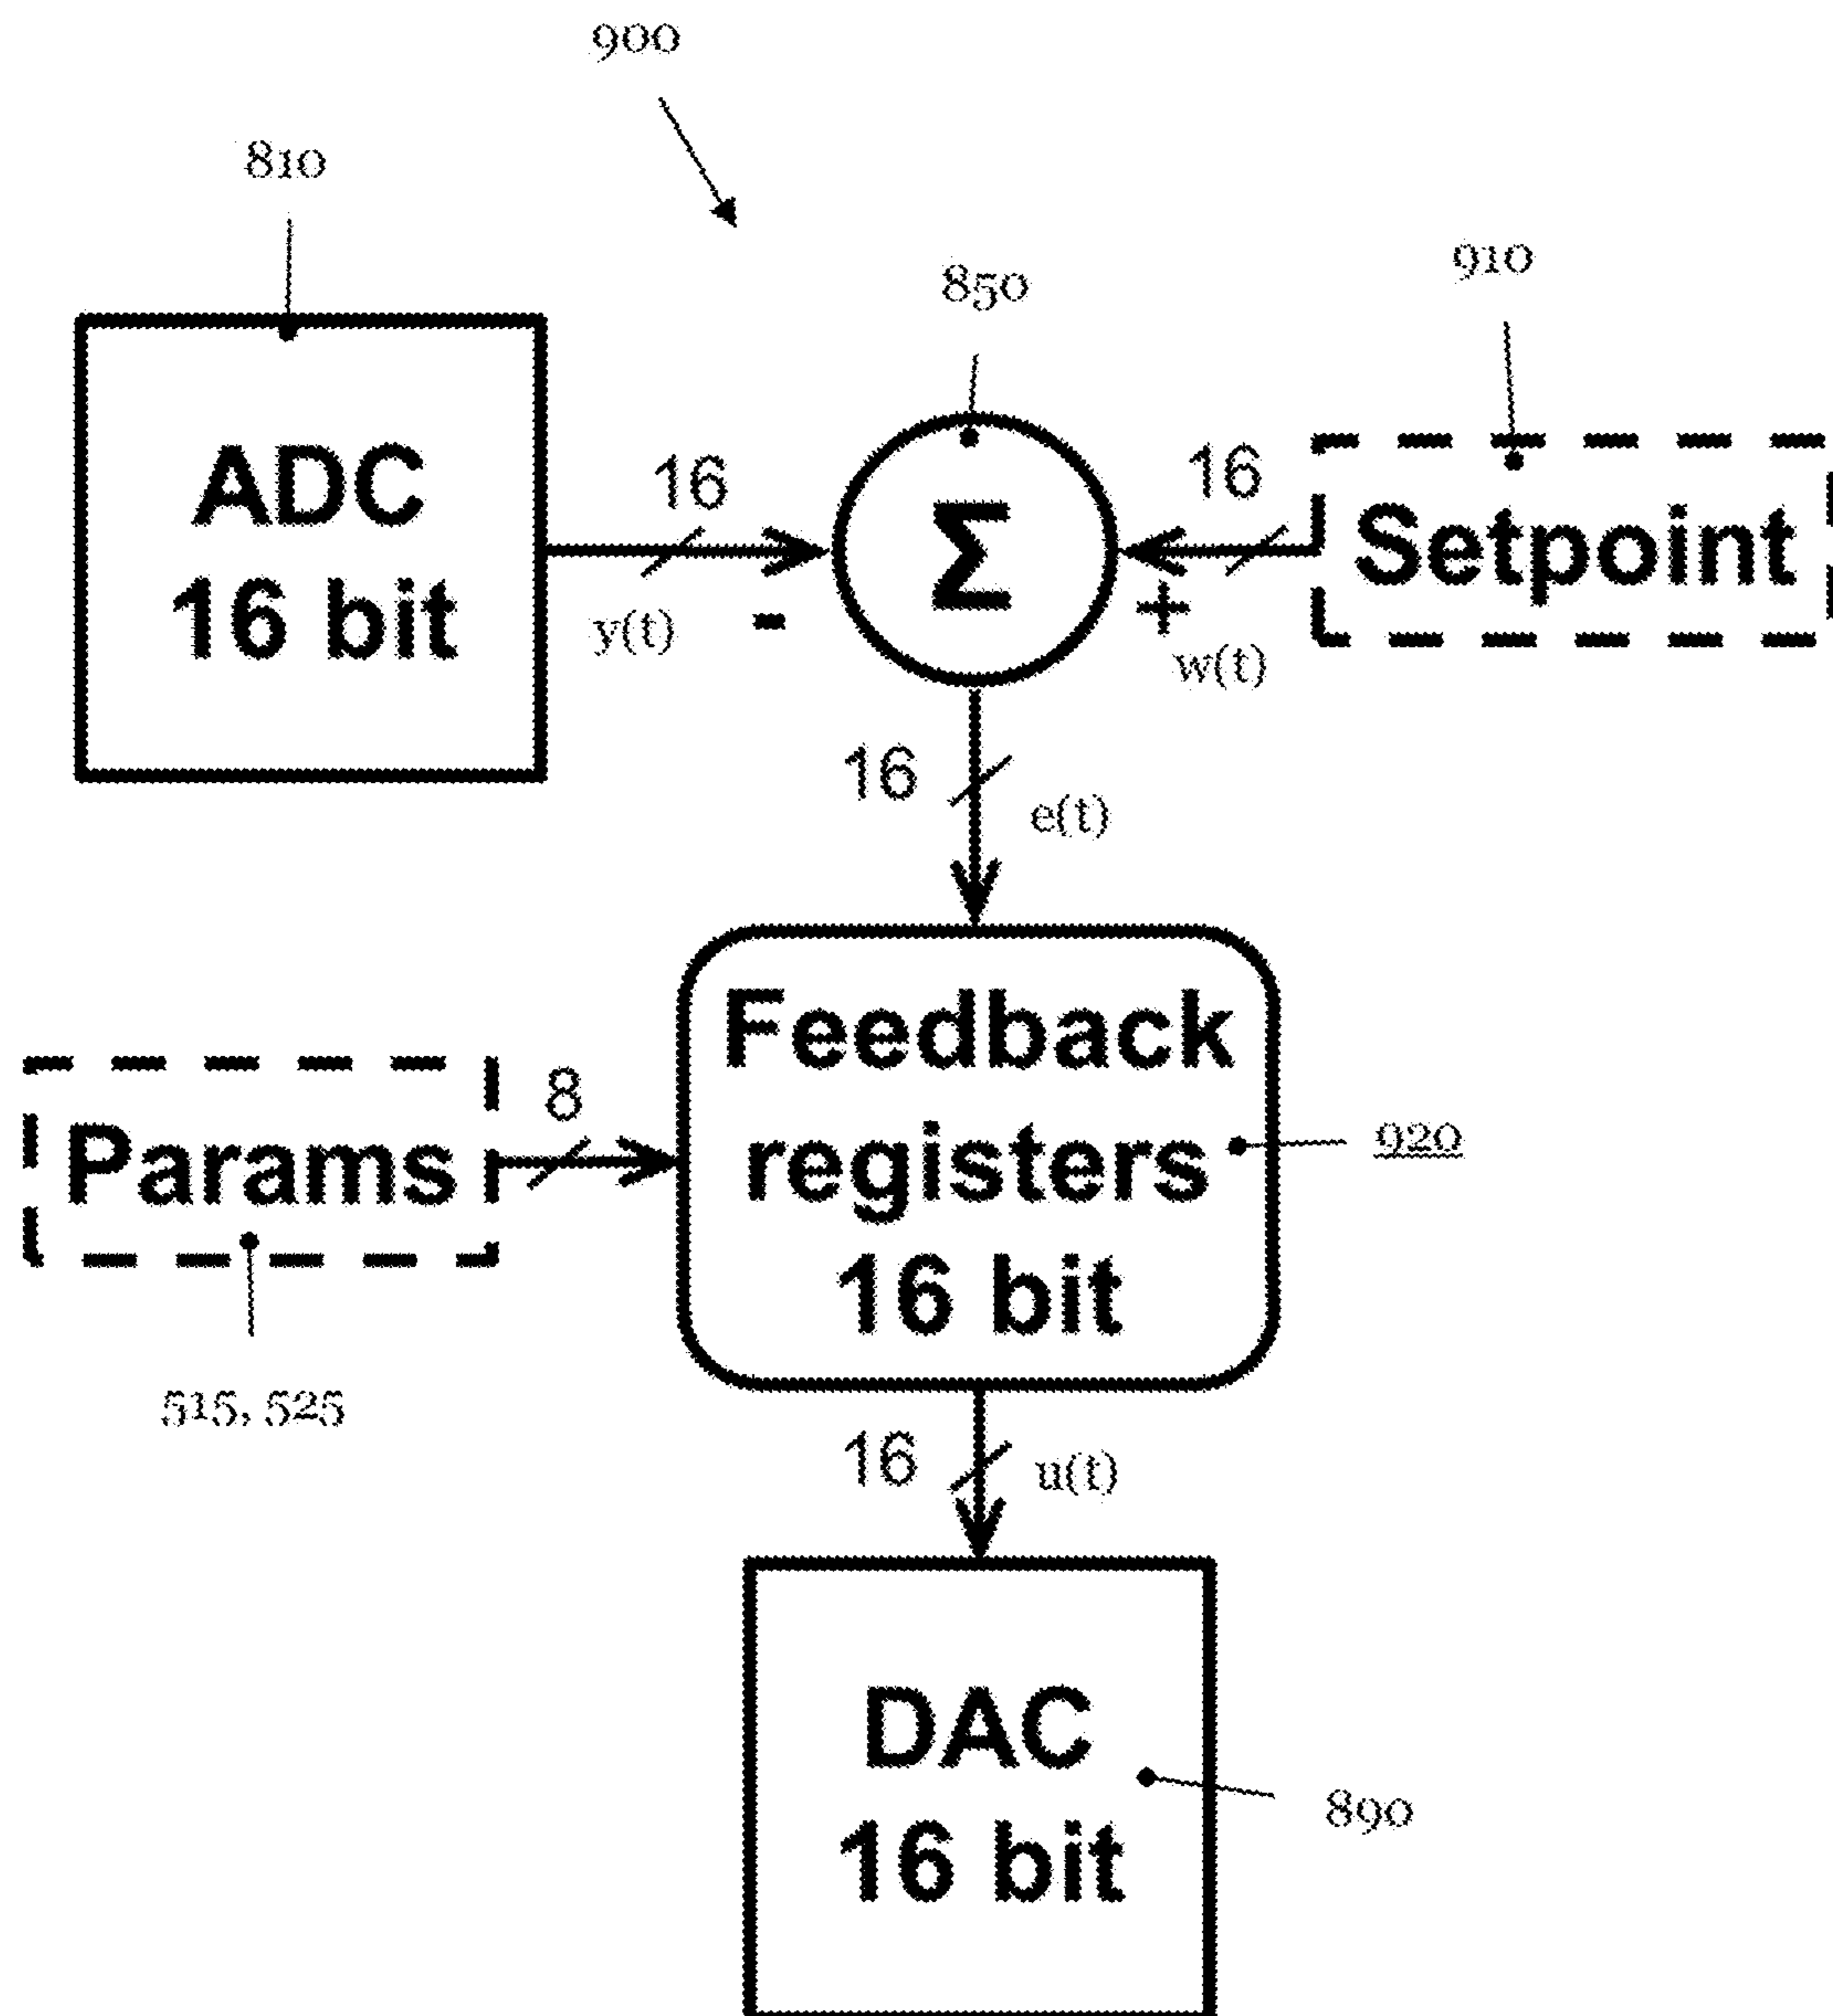 900
810
850
910
ADC
16 bit
16
y(t)
-
Σ
16
+
w(t)
Setpoint
16
e(t)
Params
8
515, 525
Feedback
registers
16 bit
920
16
u(t)
DAC
16 bit
890